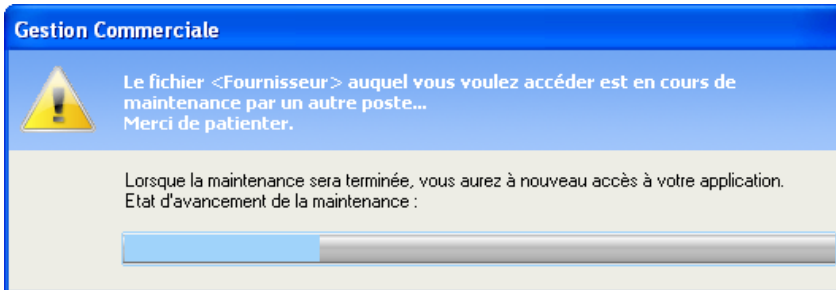 Gestion Commerciale
Le fichier <Fournisseur> auquel vous voulez accéder est en cours de
maintenance par un autre poste...
Merci de patienter.
Lorsque la maintenance sera terminée, vous aurez à nouveau accès à votre application.
Etat d'avancement de la maintenance :